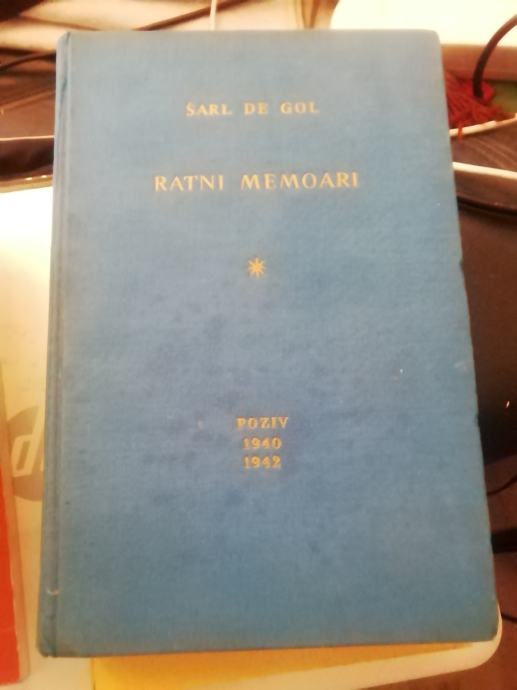 ŠARL DE GOL
RATNI MEMOARI
POZIV
1940
1942